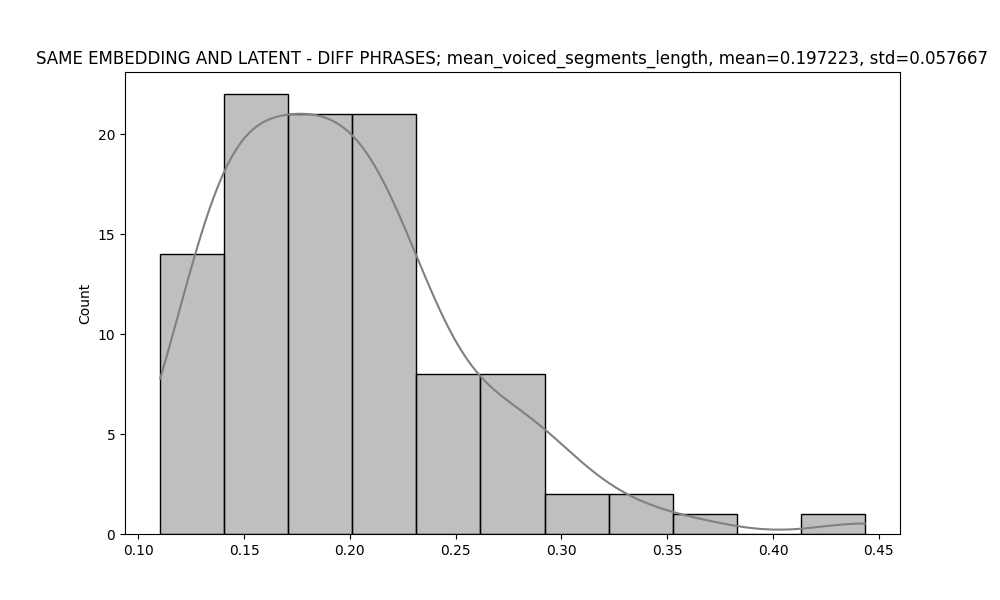 SAME EMBEDDING AND LATENT - DIFF PHRASES; mean_voiced_segments_length, mean=0.197223, std=0.057667
20
15
10
5
0
Count
0.10 0.15 0.20 0.25 0.30 0.35 0.40 0.45